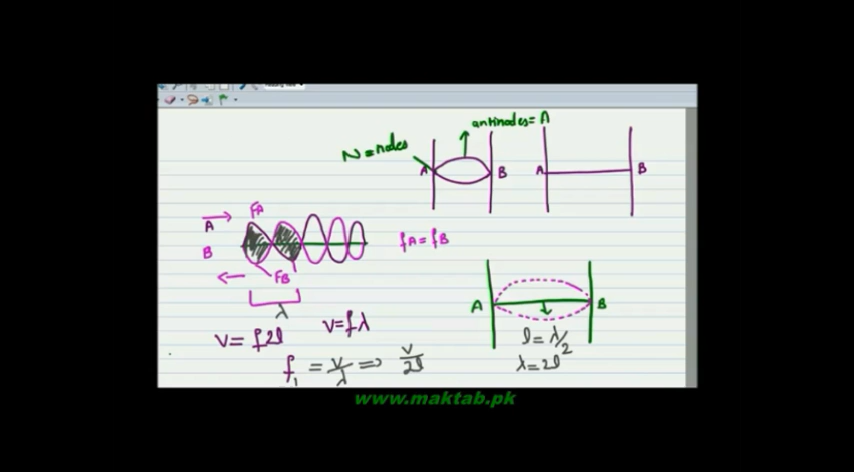 antinodes = A
N = nodes
A
B
A
B
FA
A
B
fA = fB
FB
λ
A
B
l = λ/2
λ = 2l
v = f2l
v = fλ
f₁ = v/λ ⇒ v/2l
www.maktab.pk